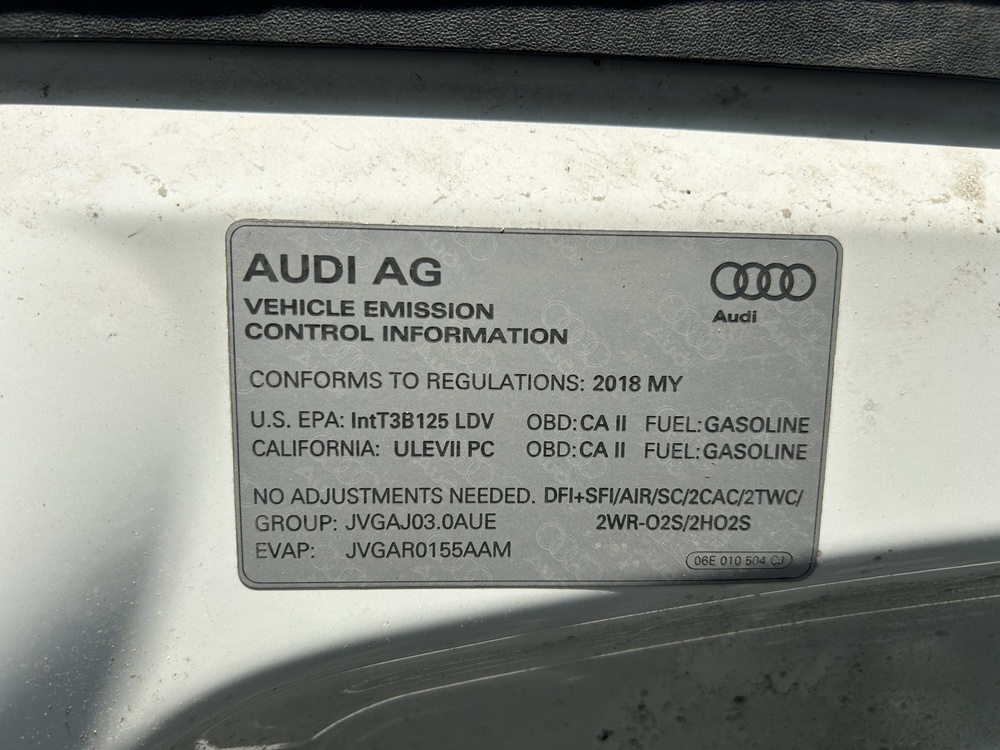 AUDI AG
Audi
VEHICLE EMISSION
CONTROL INFORMATION
CONFORMS TO REGULATIONS: 2018 MY
U.S. EPA: IntT3B125 LDV OBD: CA II FUEL: GASOLINE
CALIFORNIA: ULEVII PC OBD: CA II FUEL: GASOLINE
NO ADJUSTMENTS NEEDED. DFI+SFI/AIR/SC/2CAC/2TWC/
GROUP: JVGAJ03.0AUE 2WR-O2S/2HO2S
EVAP: JVGAR0155AAM
06E 010 504 CJ